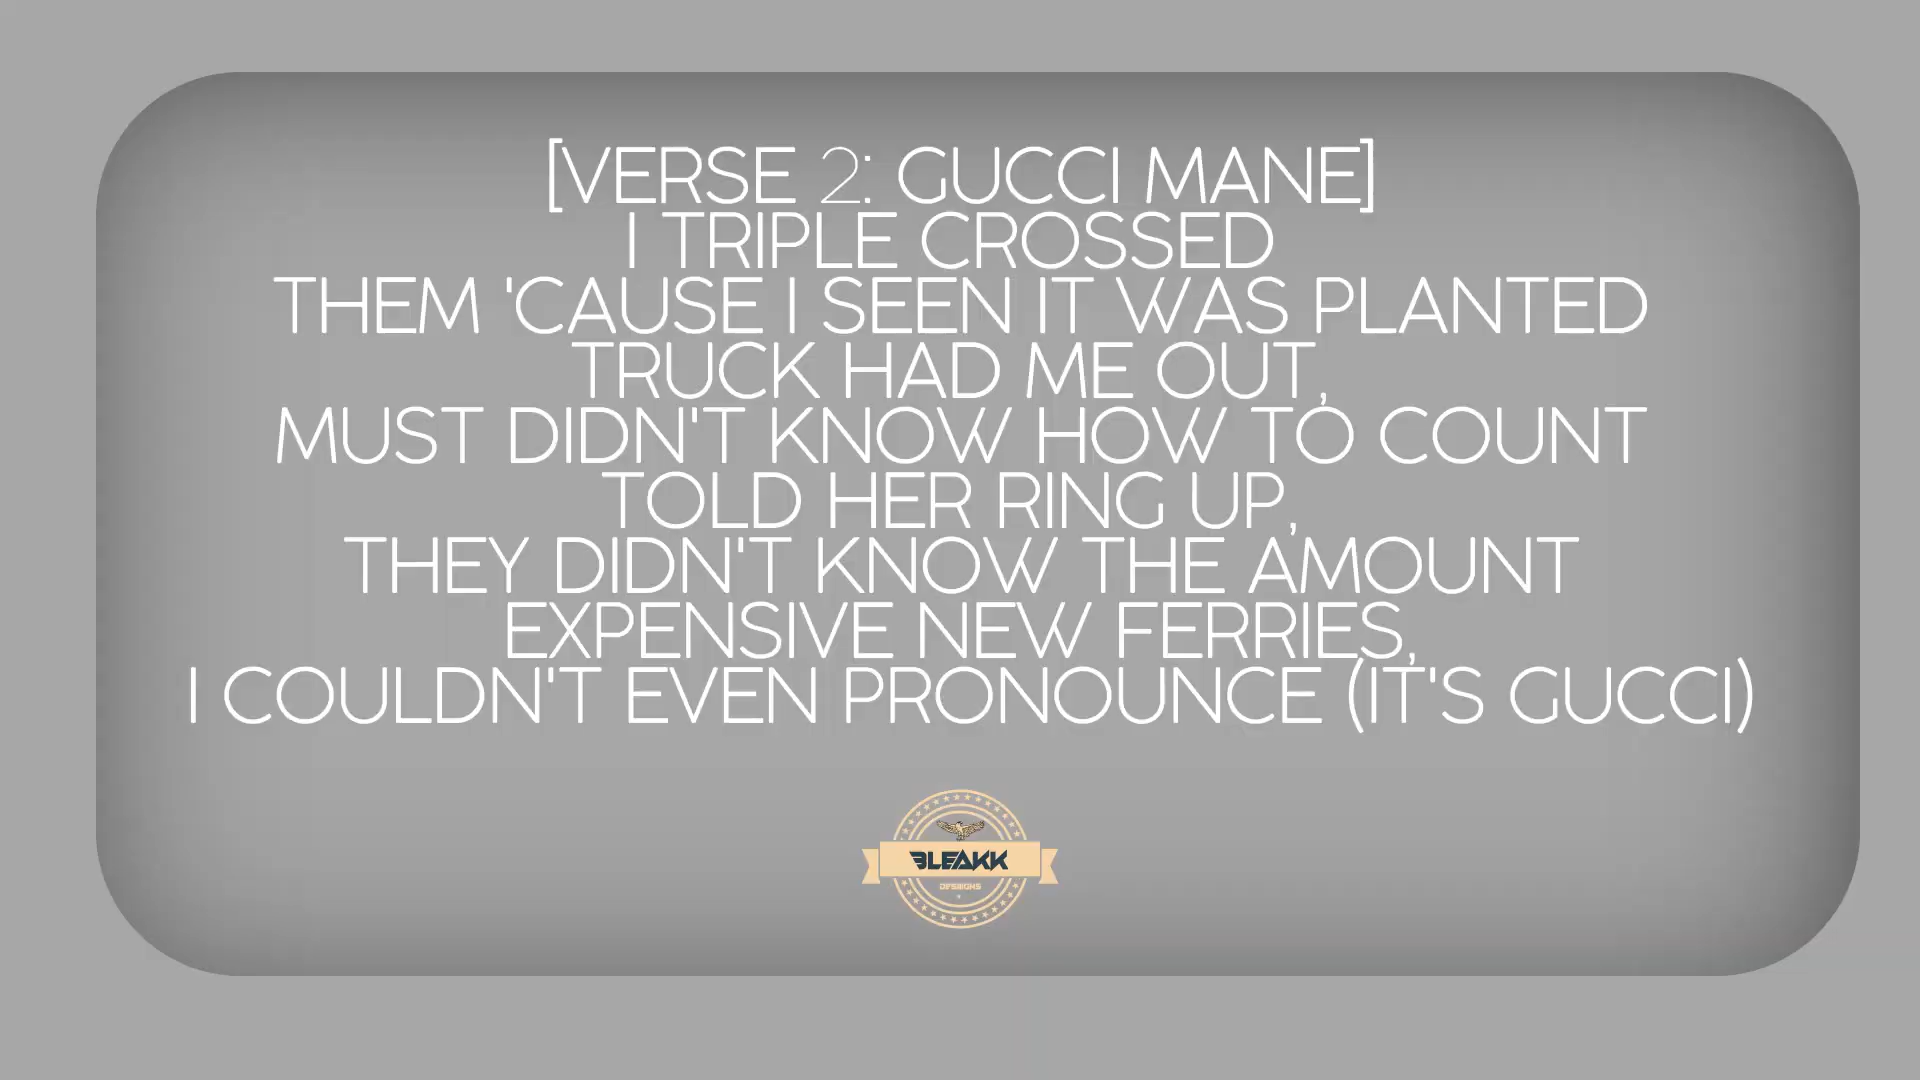 [VERSE 2: GUCCI MANE]
I TRIPLE CROSSED
THEM 'CAUSE I SEEN IT WAS PLANTED
TRUCK HAD ME OUT,
MUST DIDN'T KNOW HOW TO COUNT
TOLD HER RING UP,
THEY DIDN'T KNOW THE AMOUNT
EXPENSIVE NEW FERRIES,
I COULDN'T EVEN PRONOUNCE (IT'S GUCCI)
BLEAKK
DESIGNS